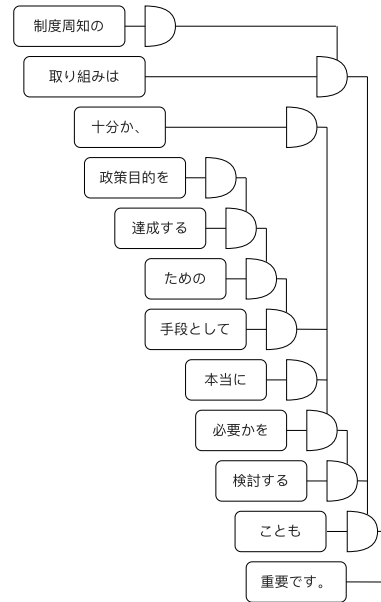 制度周知の
取り組みは
十分か、
政策目的を
達成する
ための
手段として
本当に
必要かを
検討する
ことも
重要です。